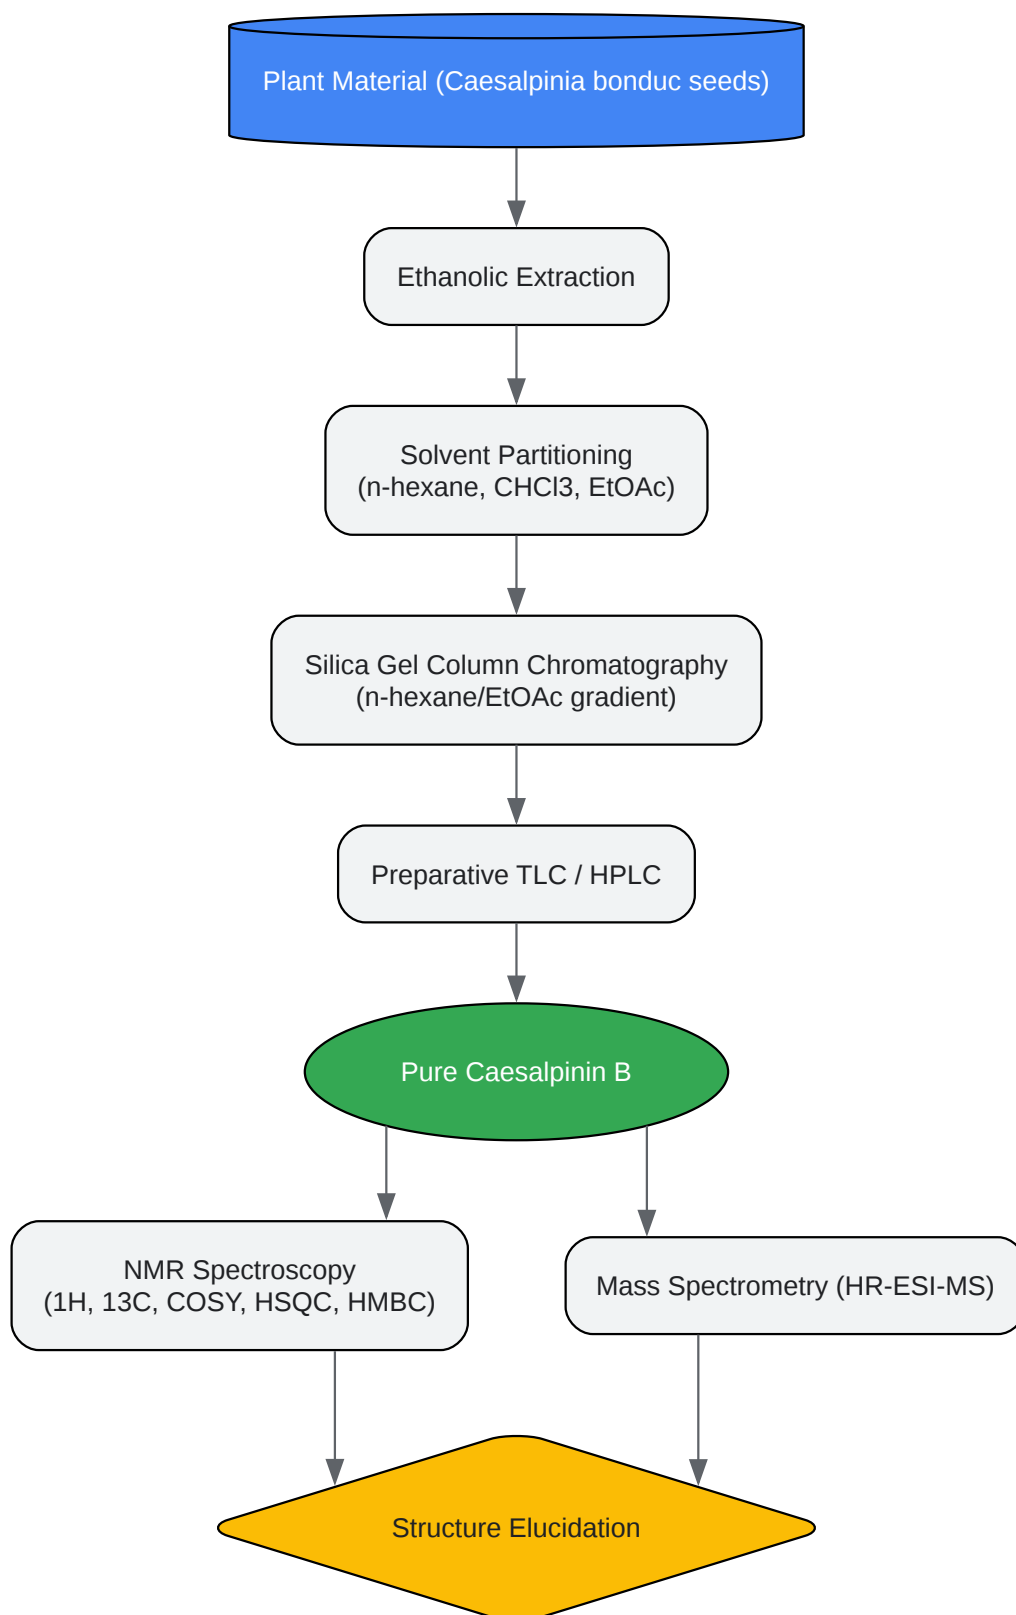 Plant Material (Caesalpinia bonduc seeds)
Ethanolic Extraction
Solvent Partitioning
(n-hexane, CHCl3, EtOAc)
Silica Gel Column Chromatography
(n-hexane/EtOAc gradient)
Preparative TLC / HPLC
Pure Caesalpinin B
NMR Spectroscopy
(1H, 13C, COSY, HSQC, HMBC)
Mass Spectrometry (HR-ESI-MS)
Structure Elucidation